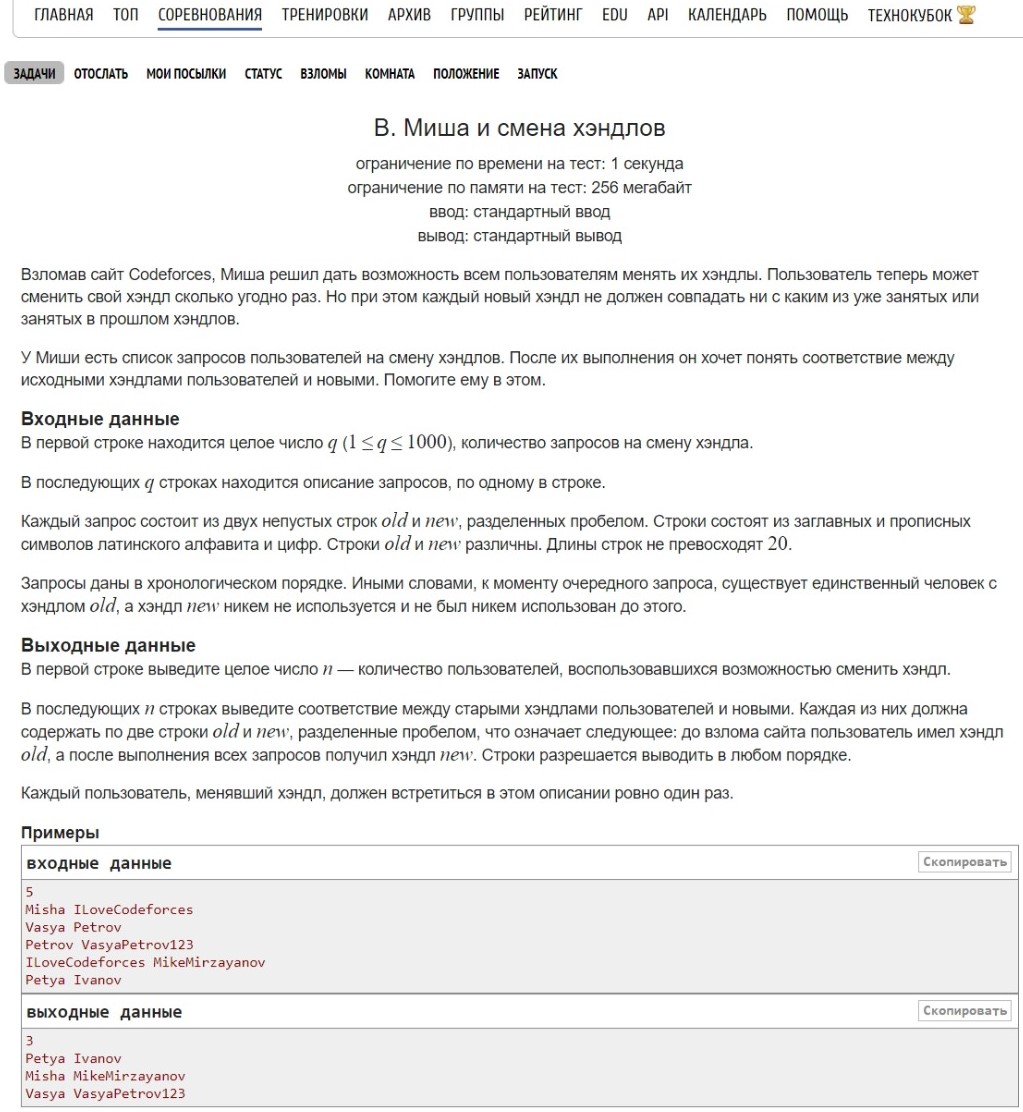 ГЛАВНАЯ ТОП СОРЕВНОВАНИЯ ТРЕНИРОВКИ АРХИВ ГРУППЫ РЕЙТИНГ EDU API КАЛЕНДАРЬ ПОМОЩЬ ТЕХНОКУБОК
ЗАДАЧИ ОТОСЛАТЬ МОИ ПОСЫЛКИ СТАТУС ВЗЛОМЫ КОМНАТА ПОЛОЖЕНИЕ ЗАПУСК
B. Миша и смена хэндлов
ограничение по времени на тест: 1 секунда
ограничение по памяти на тест: 256 мегабайт
ввод: стандартный ввод
вывод: стандартный вывод
Взломав сайт Codeforces, Миша решил дать возможность всем пользователям менять их хэндлы. Пользователь теперь может
сменить свой хэндл сколько угодно раз. Но при этом каждый новый хэндл не должен совпадать ни с каким из уже занятых или
занятых в прошлом хэндлов.
У Миши есть список запросов пользователей на смену хэндлов. После их выполнения он хочет понять соответствие между
исходными хэндлами пользователей и новыми. Помогите ему в этом.
Входные данные
В первой строке находится целое число q (1 ≤ q ≤ 1000), количество запросов на смену хэндла.
В последующих q строках находится описание запросов, по одному в строке.
Каждый запрос состоит из двух непустых строк old и new, разделенных пробелом. Строки состоят из заглавных и прописных
символов латинского алфавита и цифр. Строки old и new различны. Длины строк не превосходят 20.
Запросы даны в хронологическом порядке. Иными словами, к моменту очередного запроса, существует единственный человек с
хэндлом old, а хэндл new никем не используется и не был никем использован до этого.
Выходные данные
В первой строке выведите целое число n — количество пользователей, воспользовавшихся возможностью сменить хэндл.
В последующих n строках выведите соответствие между старыми хэндлами пользователей и новыми. Каждая из них должна
содержать по две строки old и new, разделенные пробелом, что означает следующее: до взлома сайта пользователь имел хэндл
old, а после выполнения всех запросов получил хэндл new. Строки разрешается выводить в любом порядке.
Каждый пользователь, менявший хэндл, должен встретиться в этом описании ровно один раз.
Примеры
входные данные Скопировать
5
Misha ILoveCodeforces
Vasya Petrov
Petrov VasyaPetrov123
ILoveCodeforces MikeMirzayanov
Petya Ivanov
выходные данные Скопировать
3
Petya Ivanov
Misha MikeMirzayanov
Vasya VasyaPetrov123